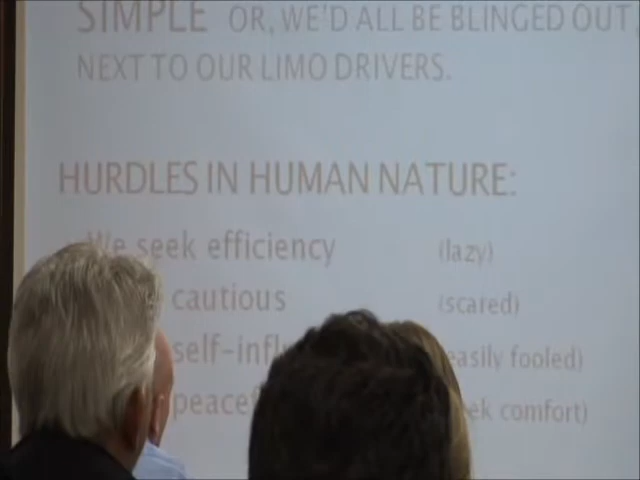 SIMPLE OR, WE'D ALL BE BLINGED OUT,
NEXT TO OUR LIMO DRIVERS.
HURDLES IN HUMAN NATURE:
We seek efficiency (lazy)
cautious (scared)
easily fooled)
comfort)